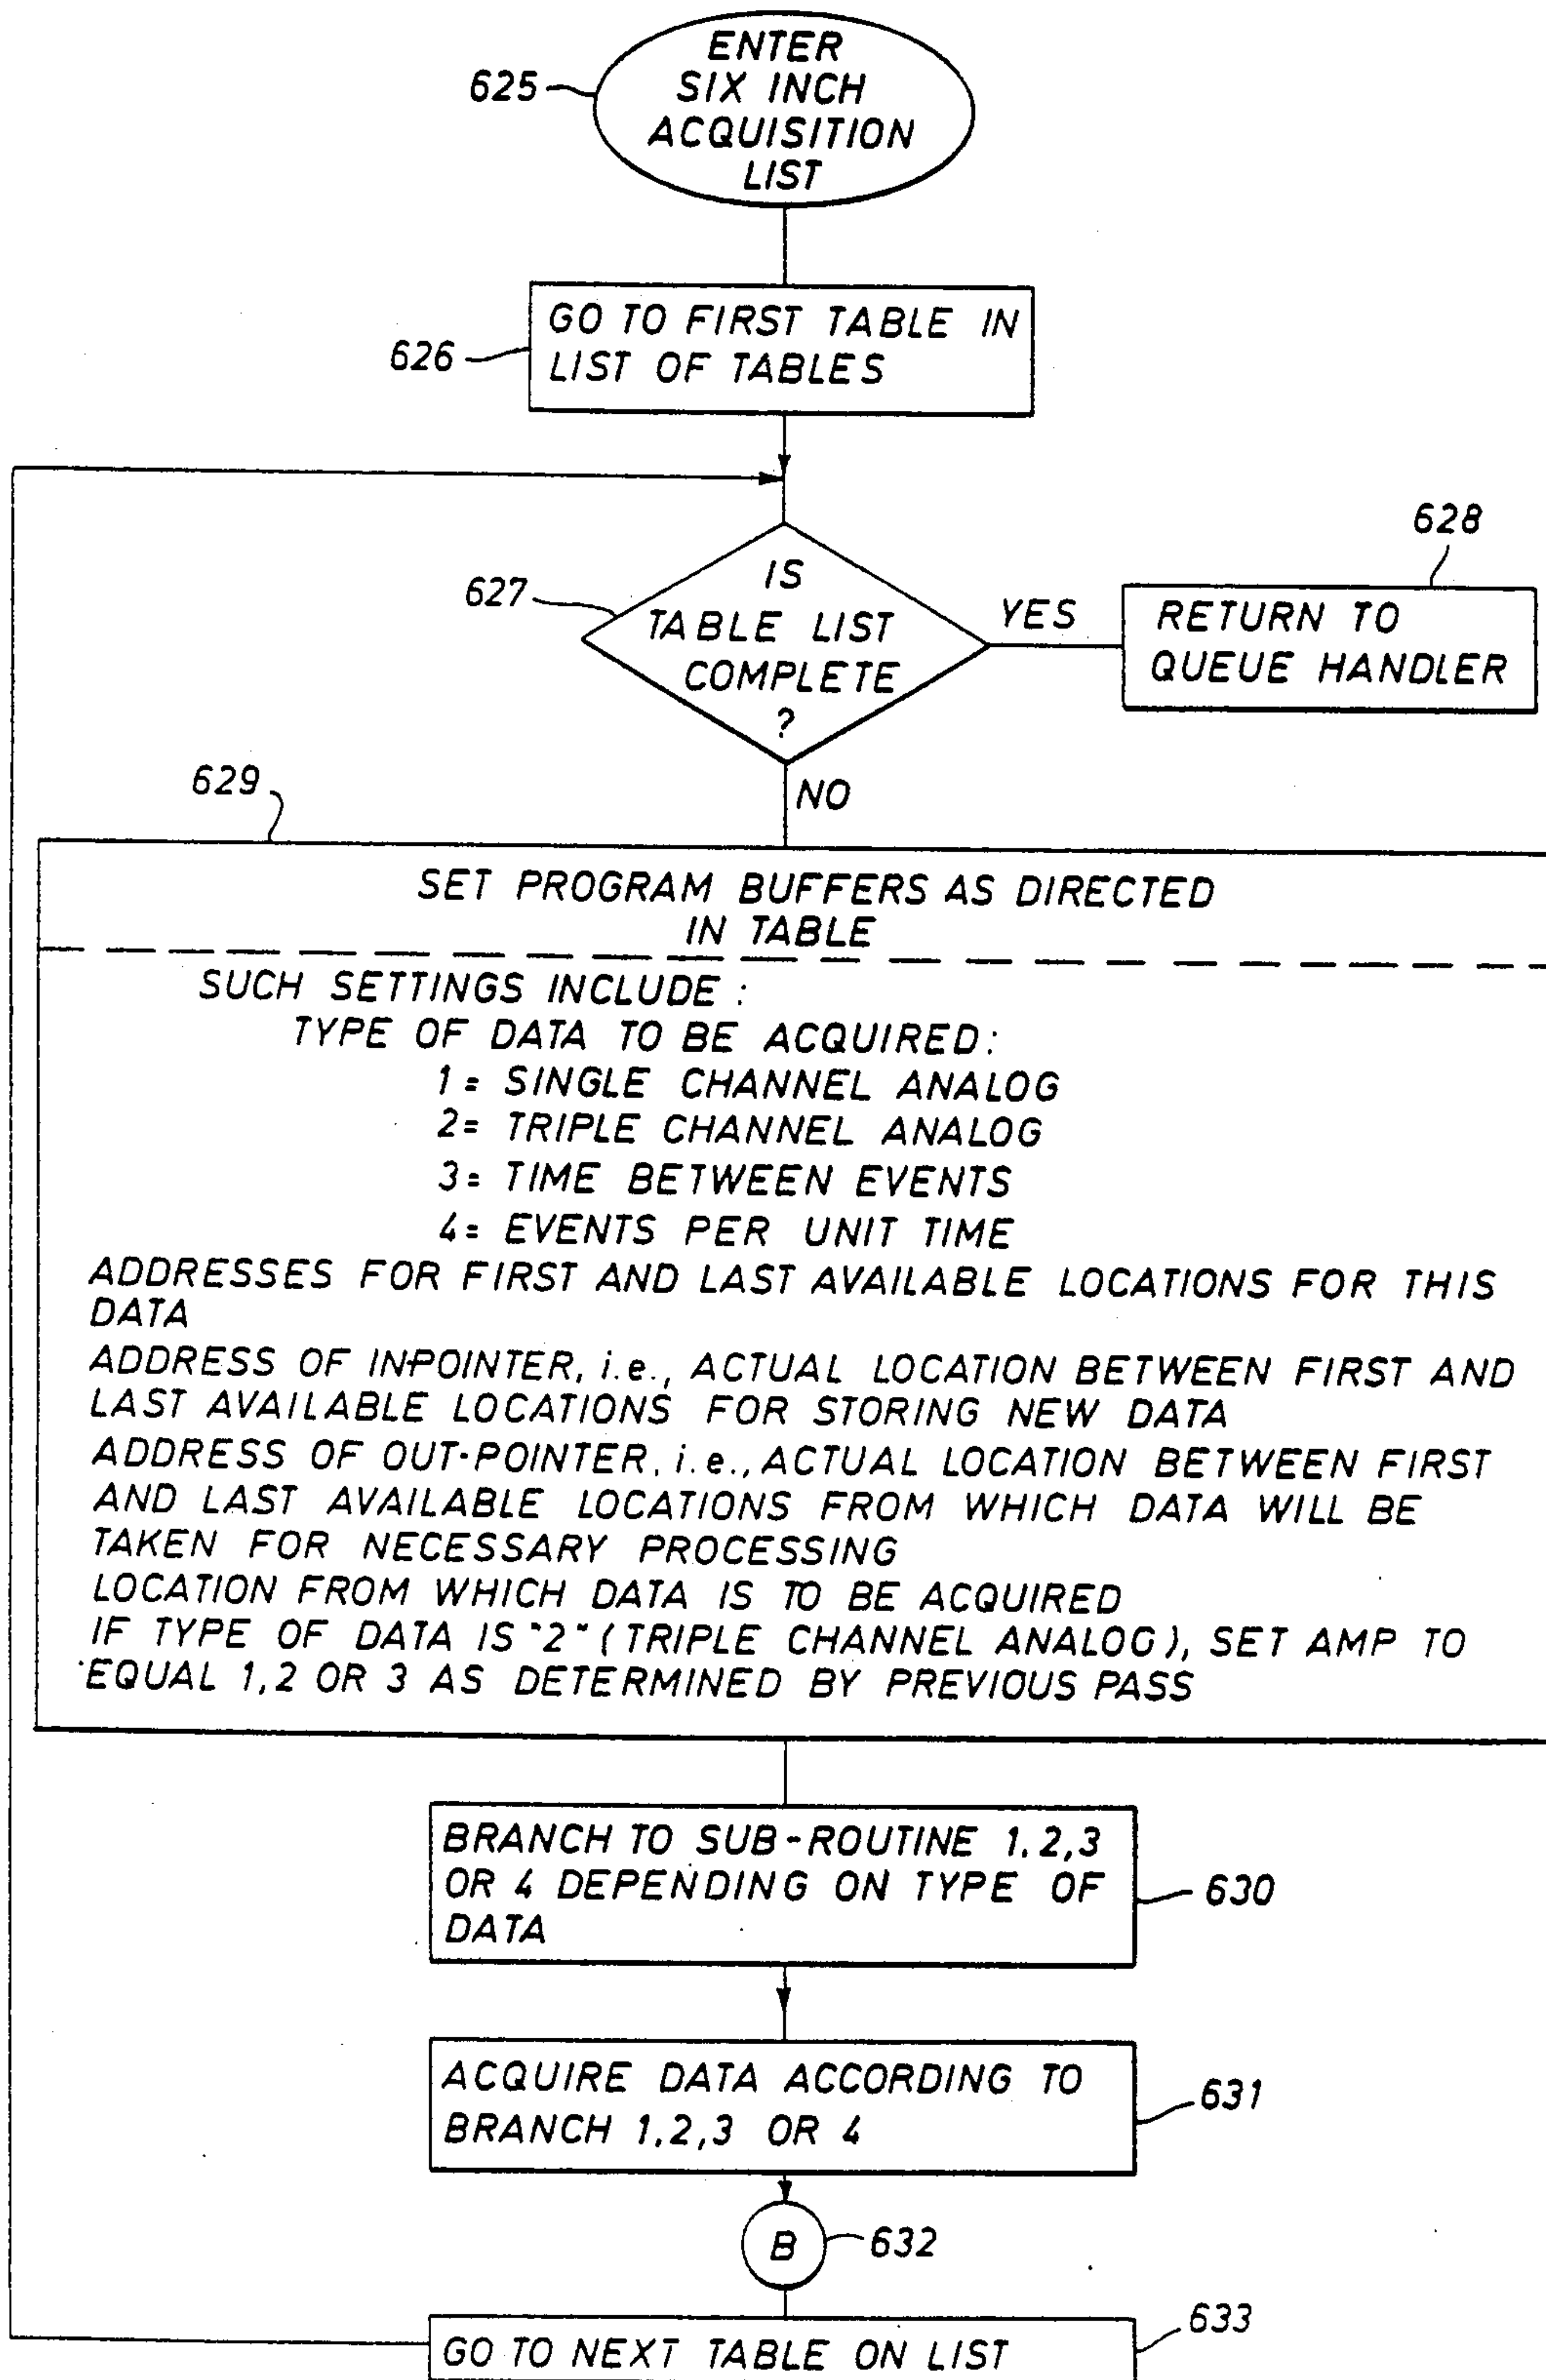 ENTER
SIX INCH
ACQUISITION
LIST
625
GO TO FIRST TABLE IN
LIST OF TABLES
626
IS
TABLE LIST
COMPLETE
?
627
YES
628
RETURN TO
QUEUE HANDLER
NO
629
SET PROGRAM BUFFERS AS DIRECTED
IN TABLE
SUCH SETTINGS INCLUDE :
TYPE OF DATA TO BE ACQUIRED:
1= SINGLE CHANNEL ANALOG
2= TRIPLE CHANNEL ANALOG
3= TIME BETWEEN EVENTS
4= EVENTS PER UNIT TIME
ADDRESSES FOR FIRST AND LAST AVAILABLE LOCATIONS FOR THIS
DATA
ADDRESS OF IN-POINTER, i.e., ACTUAL LOCATION BETWEEN FIRST AND
LAST AVAILABLE LOCATIONS FOR STORING NEW DATA
ADDRESS OF OUT-POINTER, i.e., ACTUAL LOCATION BETWEEN FIRST
AND LAST AVAILABLE LOCATIONS FROM WHICH DATA WILL BE
TAKEN FOR NECESSARY PROCESSING
LOCATION FROM WHICH DATA IS TO BE ACQUIRED
IF TYPE OF DATA IS "2" (TRIPLE CHANNEL ANALOG), SET AMP TO
EQUAL 1,2 OR 3 AS DETERMINED BY PREVIOUS PASS
BRANCH TO SUB-ROUTINE 1,2,3
OR 4 DEPENDING ON TYPE OF
DATA
630
ACQUIRE DATA ACCORDING TO
BRANCH 1,2,3 OR 4
631
B
632
633
GO TO NEXT TABLE ON LIST